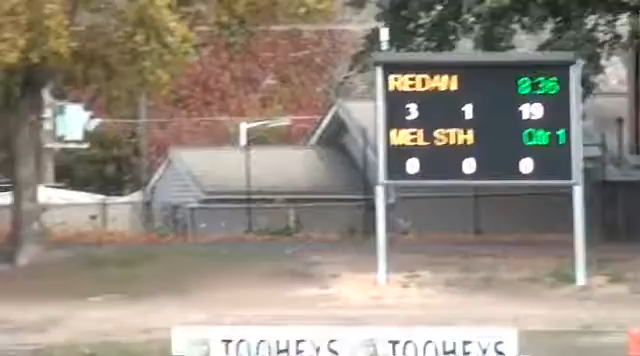 REDAN 8:36
3 1 19
MEL STH Qtr 1
0 0 0
TOOHEYS TOOHEYS